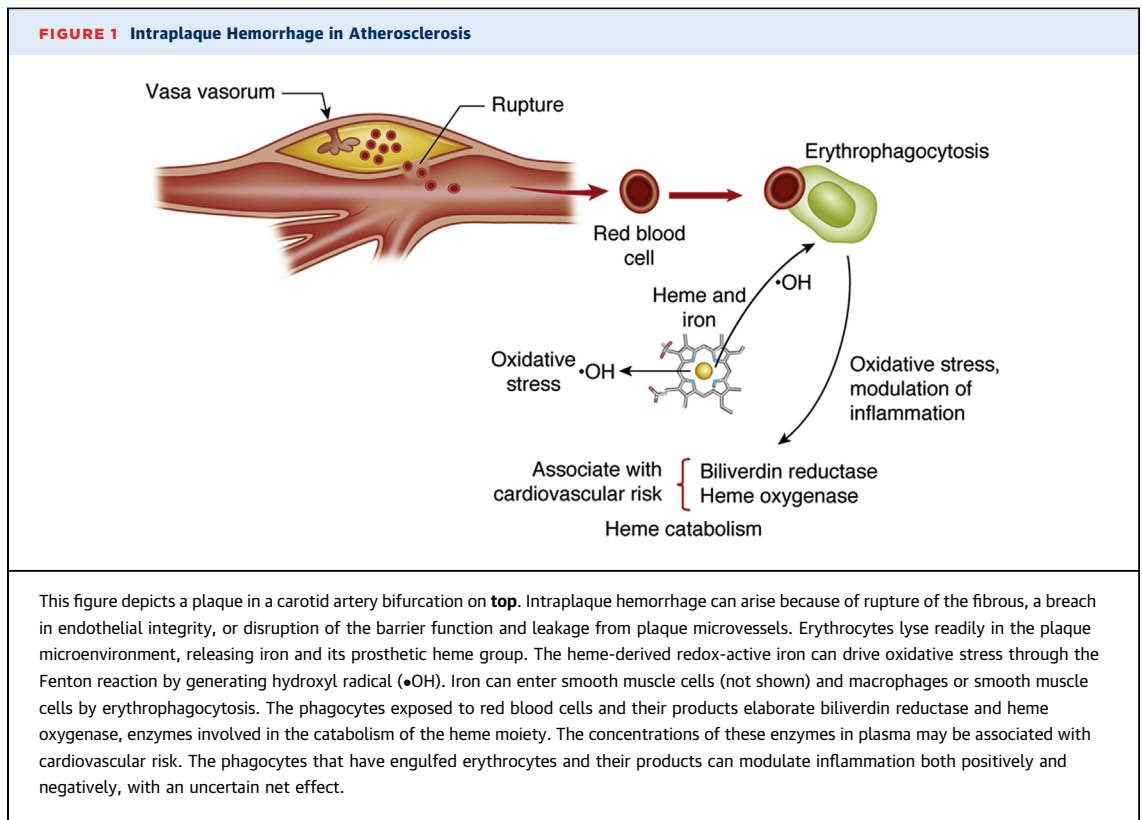 FIGURE 1 Intraplaque Hemorrhage in Atherosclerosis
Vasa vasorum
Rupture
Erythrophagocytosis
Red blood
cell
Heme and
iron
•OH
Oxidative
stress
•OH
Oxidative stress,
modulation of
inflammation
Associate with
cardiovascular risk
Biliverdin reductase
Heme oxygenase
Heme catabolism
This figure depicts a plaque in a carotid artery bifurcation on top. Intraplaque hemorrhage can arise because of rupture of the fibrous, a breach
in endothelial integrity, or disruption of the barrier function and leakage from plaque microvessels. Erythrocytes lyse readily in the plaque
microenvironment, releasing iron and its prosthetic heme group. The heme-derived redox-active iron can drive oxidative stress through the
Fenton reaction by generating hydroxyl radical (•OH). Iron can enter smooth muscle cells (not shown) and macrophages or smooth muscle
cells by erythrophagocytosis. The phagocytes exposed to red blood cells and their products elaborate biliverdin reductase and heme
oxygenase, enzymes involved in the catabolism of the heme moiety. The concentrations of these enzymes in plasma may be associated with
cardiovascular risk. The phagocytes that have engulfed erythrocytes and their products can modulate inflammation both positively and
negatively, with an uncertain net effect.